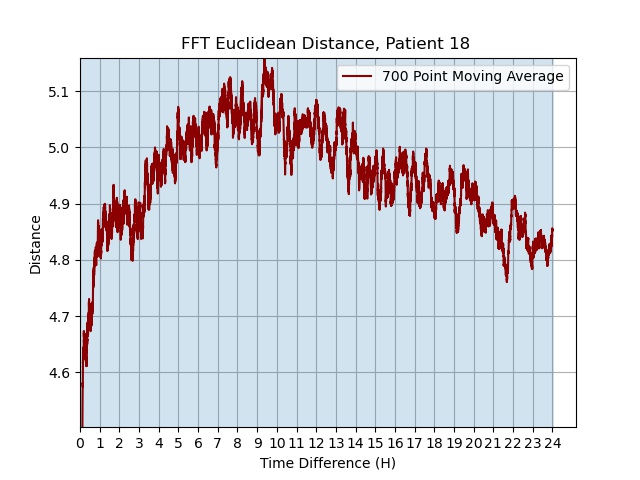 FFT Euclidean Distance, Patient 18
700 Point Moving Average
5.1
5.0
4.9
4.8
4.7
4.6
Distance
0 1 2 3 4 5 6 7 8 9 10 11 12 13 14 15 16 17 18 19 20 21 22 23 24
Time Difference (H)